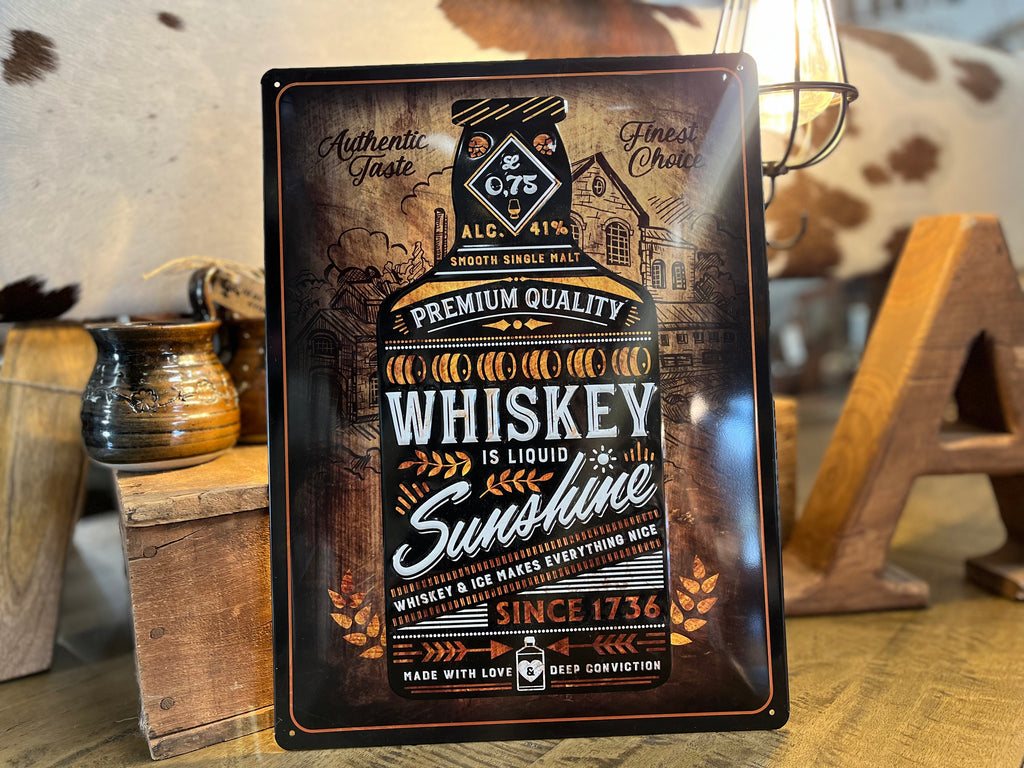 Authentic
Taste
Finest
Choice
L
0,75
ALC. 41%
SMOOTH SINGLE MALT
PREMIUM QUALITY
WHISKEY
IS LIQUID
Sunshine
WHISKEY & ICE MAKES EVERYTHING NICE
SINCE 1736
MADE WITH LOVE & DEEP CONVICTION
A